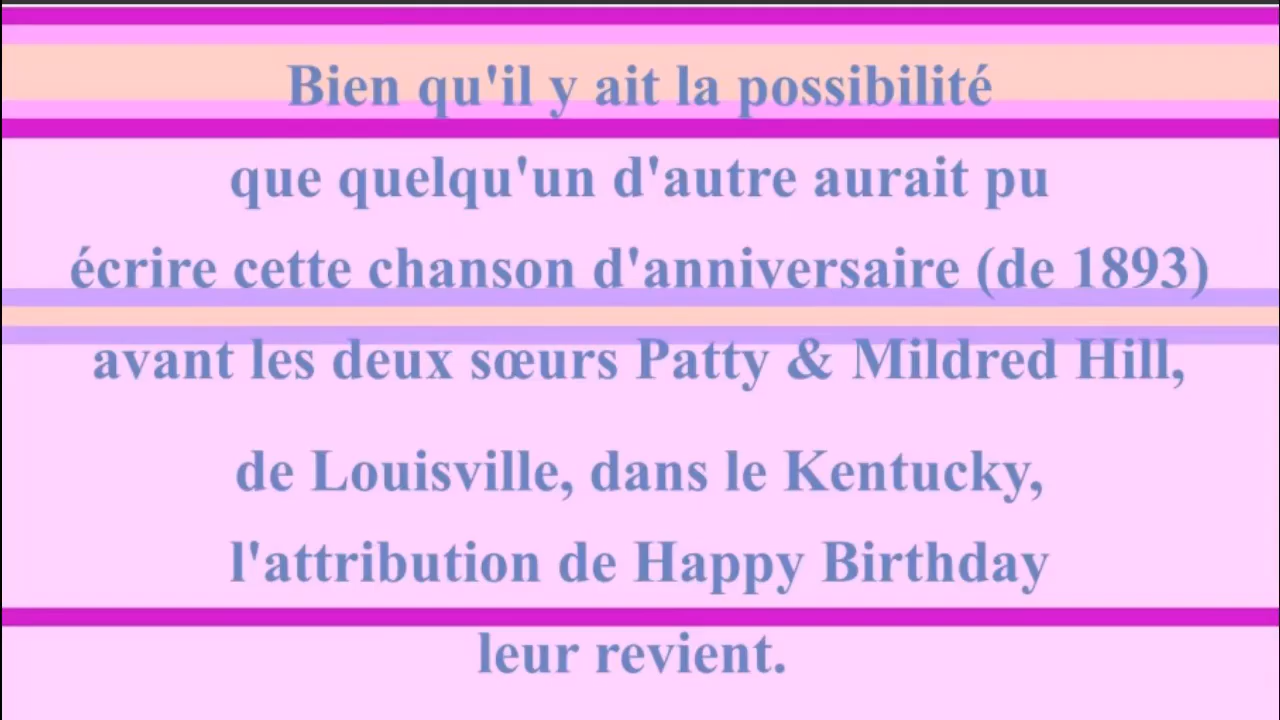 Bien qu'il y ait la possibilité
que quelqu'un d'autre aurait pu
écrire cette chanson d'anniversaire (de 1893)
avant les deux sœurs Patty & Mildred Hill,
de Louisville, dans le Kentucky,
l'attribution de Happy Birthday
leur revient.